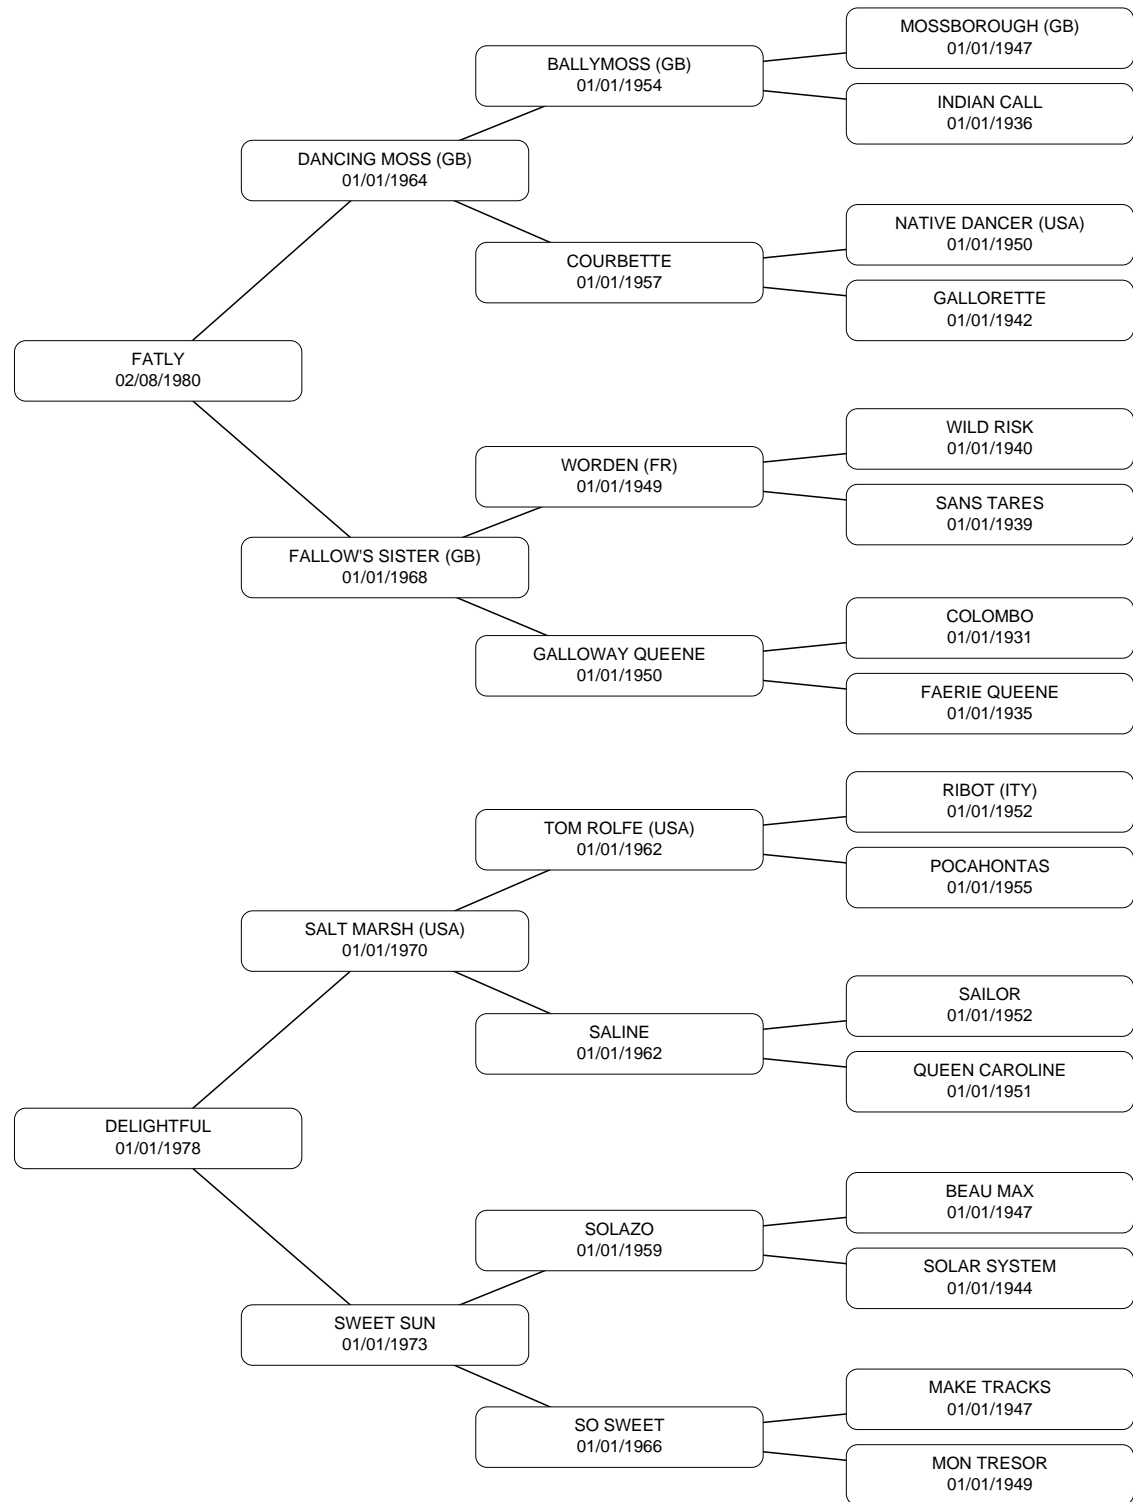 MOSSBOROUGH (GB)
01/01/1947
BALLYMOSS (GB)
01/01/1954
INDIAN CALL
01/01/1936
DANCING MOSS (GB)
01/01/1964
NATIVE DANCER (USA)
01/01/1950
COURBETTE
01/01/1957
GALLORETTE
01/01/1942
FATLY
02/08/1980
WILD RISK
01/01/1940
WORDEN (FR)
01/01/1949
SANS TARES
01/01/1939
FALLOW'S SISTER (GB)
01/01/1968
COLOMBO
01/01/1931
GALLOWAY QUEENE
01/01/1950
FAERIE QUEENE
01/01/1935
RIBOT (ITY)
01/01/1952
TOM ROLFE (USA)
01/01/1962
POCAHONTAS
01/01/1955
SALT MARSH (USA)
01/01/1970
SAILOR
01/01/1952
SALINE
01/01/1962
QUEEN CAROLINE
01/01/1951
DELIGHTFUL
01/01/1978
BEAU MAX
01/01/1947
SOLAZO
01/01/1959
SOLAR SYSTEM
01/01/1944
SWEET SUN
01/01/1973
MAKE TRACKS
01/01/1947
SO SWEET
01/01/1966
MON TRESOR
01/01/1949